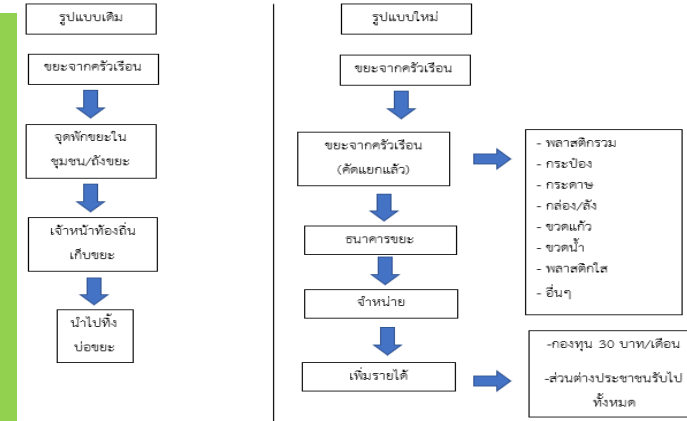 รูปแบบเดิม
ขยะจากครัวเรือน
จุดพักขยะใน
ชุมชน/ถังขยะ
เจ้าหน้าท้องถิ่น
เก็บขยะ
นำไปทิ้ง
บ่อขยะ
รูปแบบใหม่
ขยะจากครัวเรือน
ขยะจากครัวเรือน
(คัดแยกแล้ว)
- พลาสติกรวม
- กระป๋อง
- กระดาษ
- กล่อง/ลัง
- ขวดแก้ว
- ขวดน้ำ
- พลาสติกใส
- อื่นๆ
ธนาคารขยะ
จำหน่าย
เพิ่มรายได้
-กองทุน 30 บาท/เดือน
-ส่วนต่างประชาชนรับไป
ทั้งหมด